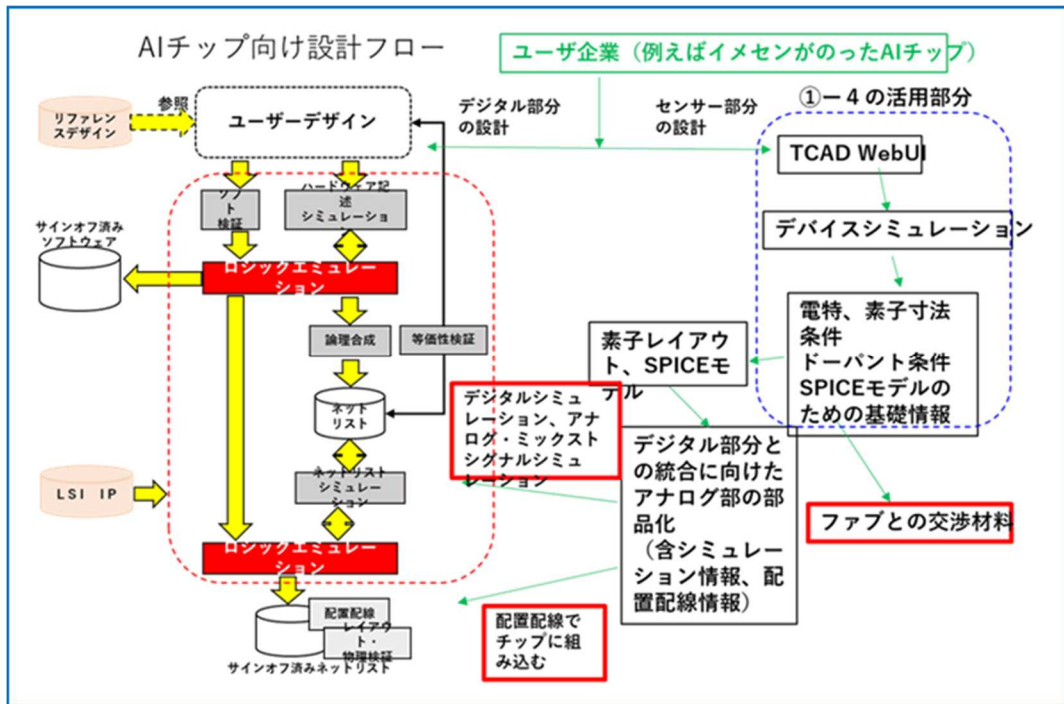 AIチップ向け設計フロー
ユーザ企業（例えばイメセンがのったAIチップ）
①ー４の活用部分
リファレン
スデザイン
参照
ユーザーデザイン
デジタル部分
の設計
センサー部分
の設計
TCAD WebUI
ソフ
ト
検証
ハードウェア記
述
シミュレーショ
ン
デバイスシミュレーション
サインオフ済み
ソフトウェア
ロジックエミュレー
ション
電特、素子寸法
条件
ドーパント条件
SPICEモデルの
ための基礎情報
論理合成
等価性検証
素子レイアウ
ト、SPICEモ
デル
ネット
リスト
デジタルシミュ
レーション、アナ
ログ・ミックスト
シグナルシミュ
レーション
デジタル部分と
の統合に向けた
アナログ部の部
品化
（含シミュレー
ション情報、配
置配線情報）
ファブとの交渉材料
LSI IP
ネットリスト
シミュレーショ
ン
ロジックエミュレー
ション
配置配線
レイアウト・
物理検証
サインオフ済みネットリスト
配置配線で
チップに組
み込む